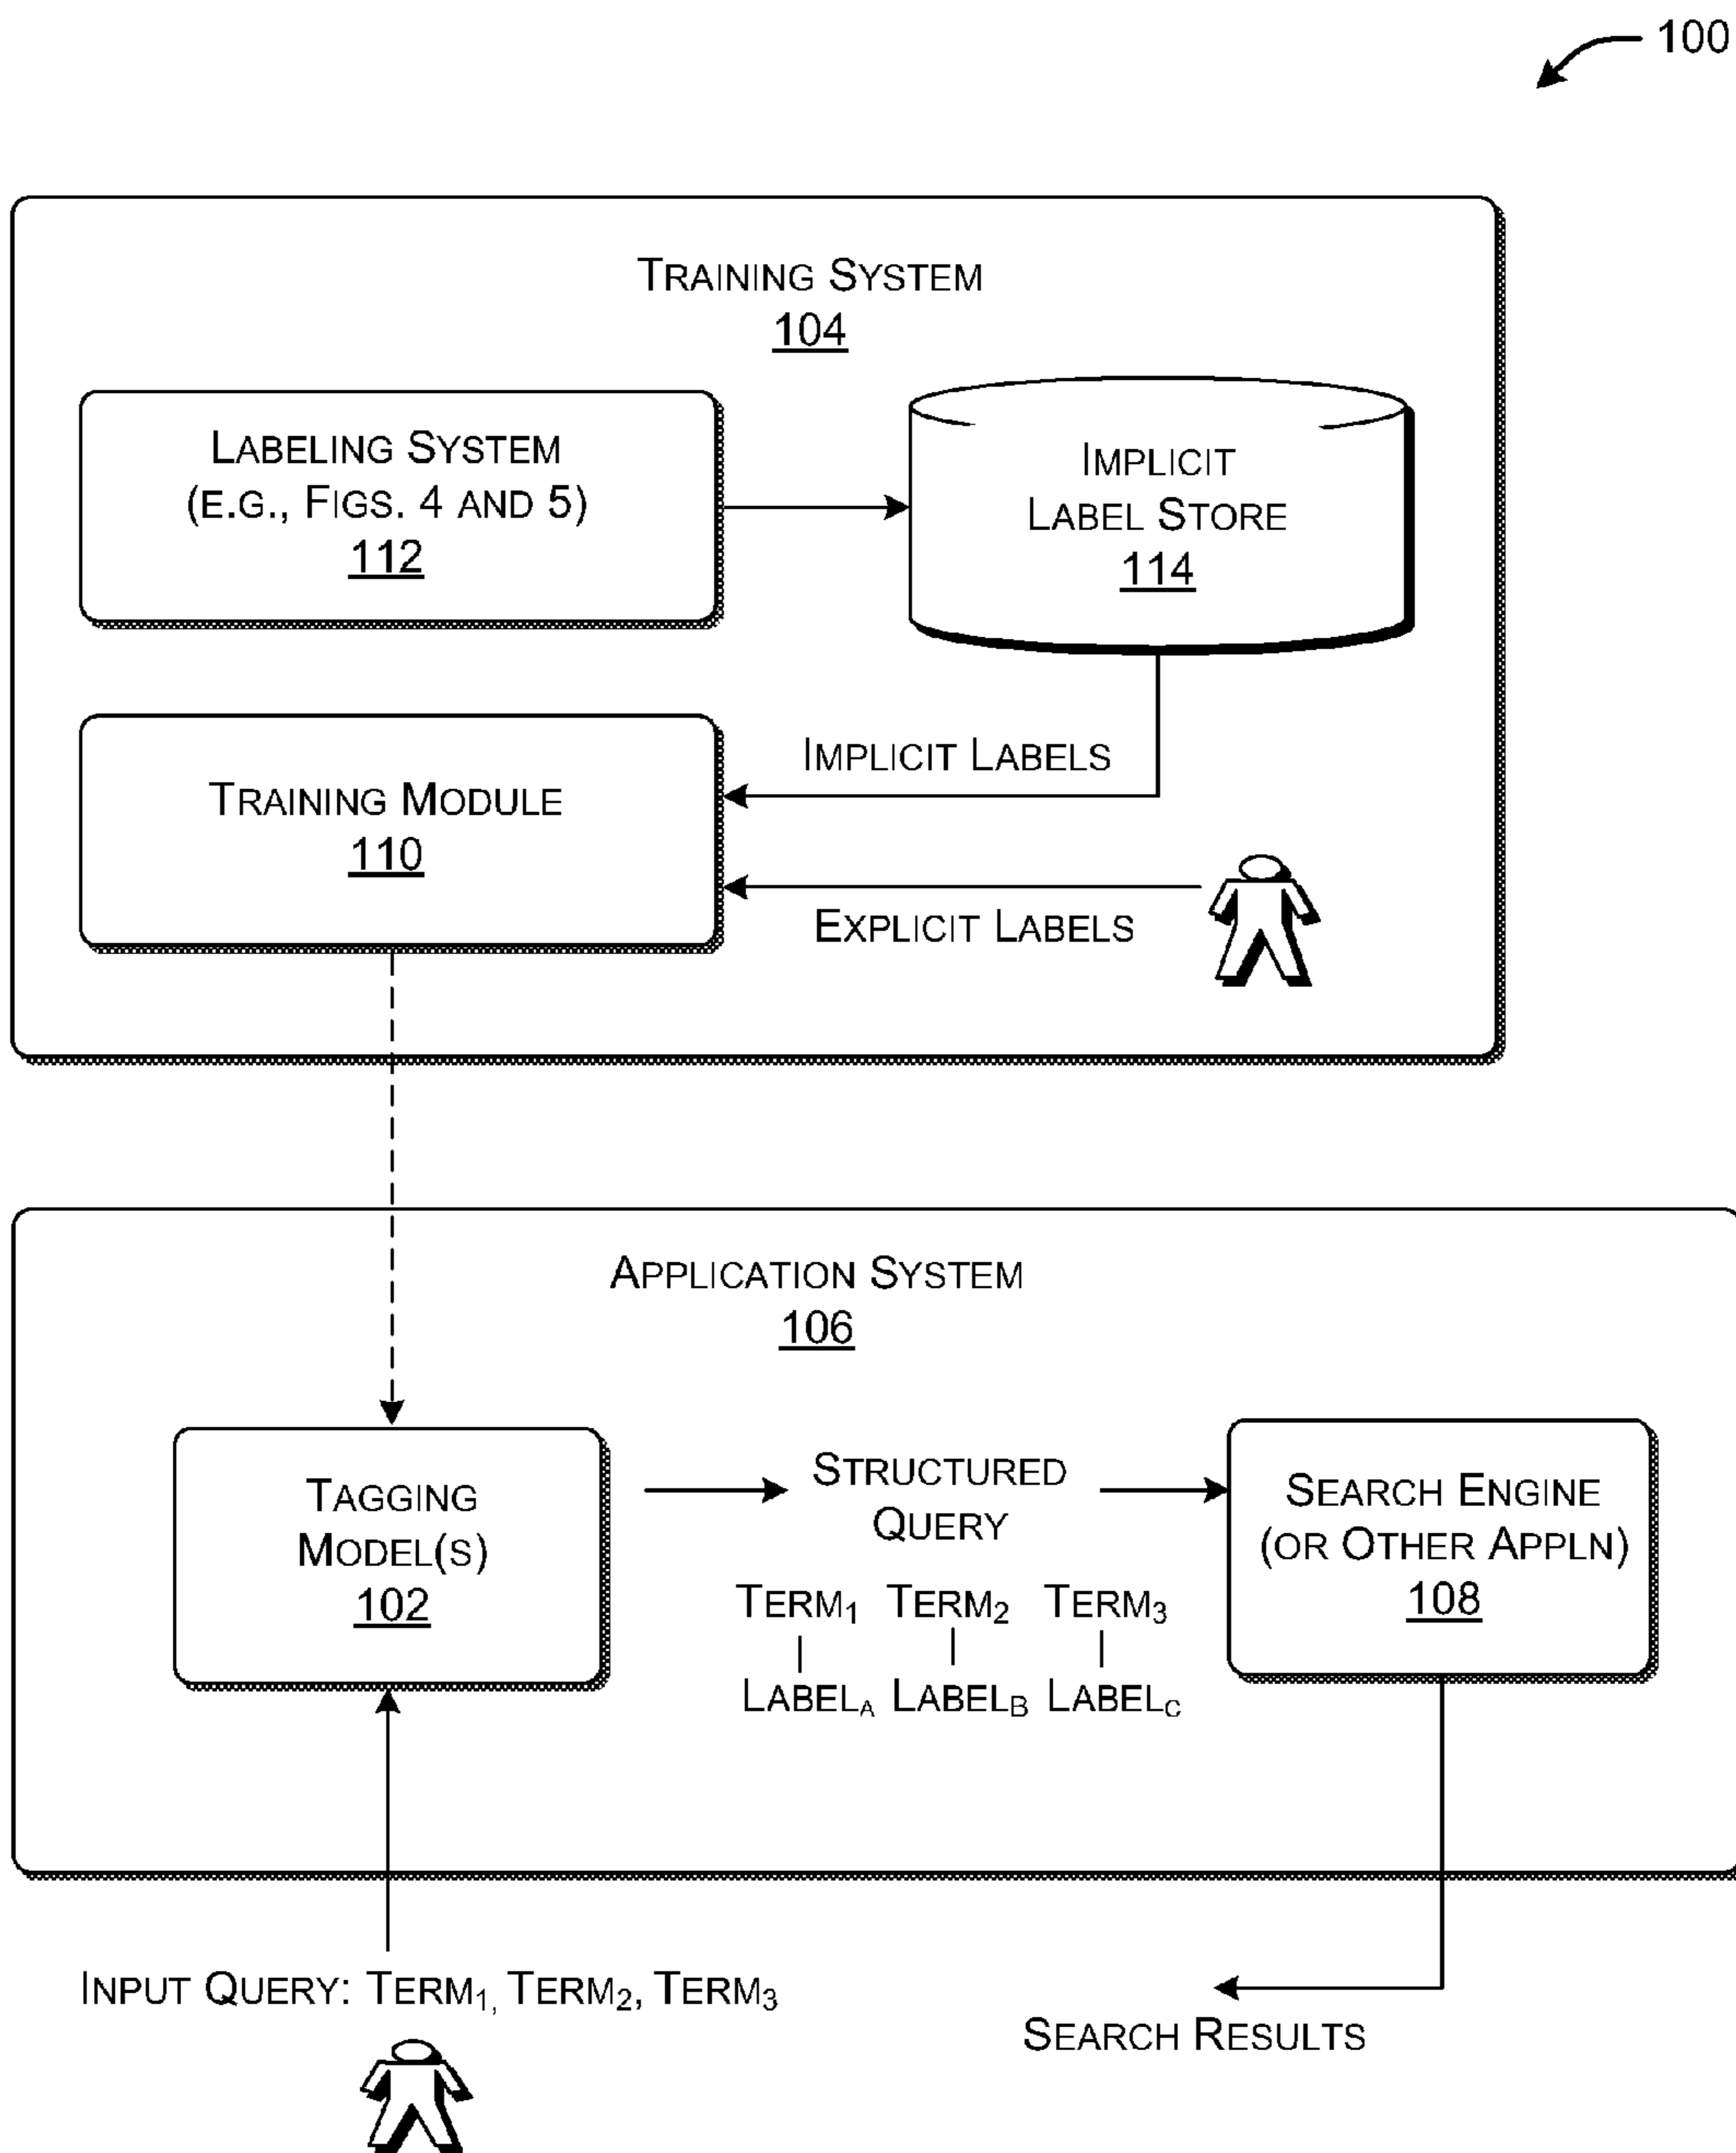 100
TRAINING SYSTEM
104
LABELING SYSTEM
(E.G., FIGS. 4 AND 5)
112
IMPLICIT
LABEL STORE
114
IMPLICIT LABELS
TRAINING MODULE
110
EXPLICIT LABELS
APPLICATION SYSTEM
106
TAGGING
MODEL(S)
102
STRUCTURED
QUERY
TERM1 TERM2 TERM3
LABELA LABELB LABELC
SEARCH ENGINE
(OR OTHER APPLN)
108
INPUT QUERY: TERM1, TERM2, TERM3
SEARCH RESULTS